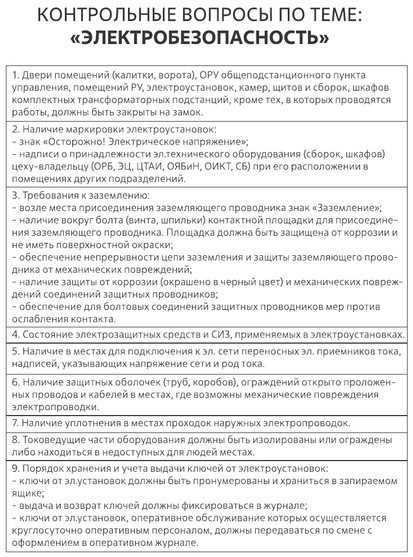 КОНТРОЛЬНЫЕ ВОПРОСЫ ПО ТЕМЕ:
«ЭЛЕКТРОБЕЗОПАСНОСТЬ»
1. Двери помещений (калитки, ворота), ОРУ общеподстанционного пункта
управления, помещений РУ, электроустановок, камер, щитов и сборок, шкафов
комплектных трансформаторных подстанций, кроме тех, в которых проводятся
работы, должны быть закрыты на замок.
2. Наличие маркировки электроустановок:
- знак «Осторожно! Электрическое напряжение»;
- надписи о принадлежности эл.технического оборудования (сборок, шкафов)
цеху-владельцу (ОРБ, ЭЦ, ЦТАИ, ОЯБиН, ОИКТ, СБ) при его расположении в
помещениях других подразделений.
3. Требования к заземлению:
- возле места присоединения заземляющего проводника знак «Заземление»;
- наличие вокруг болта (винта, шпильки) контактной площадки для присоедине-
ния заземляющего проводника. Площадка должна быть защищена от коррозии и
не иметь поверхностной окраски;
- обеспечение непрерывности цепи заземления и защиты заземляющего прово-
дника от механических повреждений;
- наличие защиты от коррозии (окрашено в черный цвет) и механических повреж-
дений соединений защитных проводников;
- обеспечение для болтовых соединений защитных проводников мер против
ослабления контакта.
4. Состояние электрозащитных средств и СИЗ, применяемых в электроустановках.
5. Наличие в местах для подключения к эл. сети переносных эл. приемников тока,
надписей, указывающих напряжение сети и род тока.
6. Наличие защитных оболочек (труб, коробов), ограждений открыто проложен-
ных проводов и кабелей в местах, где возможны механические повреждения
электропроводки.
7. Наличие уплотнения в местах проходок наружных электропроводок.
8. Токоведущие части оборудования должны быть изолированы или ограждены
либо находиться в недоступных для людей местах.
9. Порядок хранения и учета выдачи ключей от электроустановок:
- ключи от эл.установок должны быть пронумерованы и храниться в запираемом
ящике;
- выдача и возврат ключей должны фиксироваться в журнале;
- ключи от эл.установок, оперативное обслуживание которых осуществляется
круглосуточно оперативным персоналом, должны передаваться по смене с
оформлением в оперативном журнале.